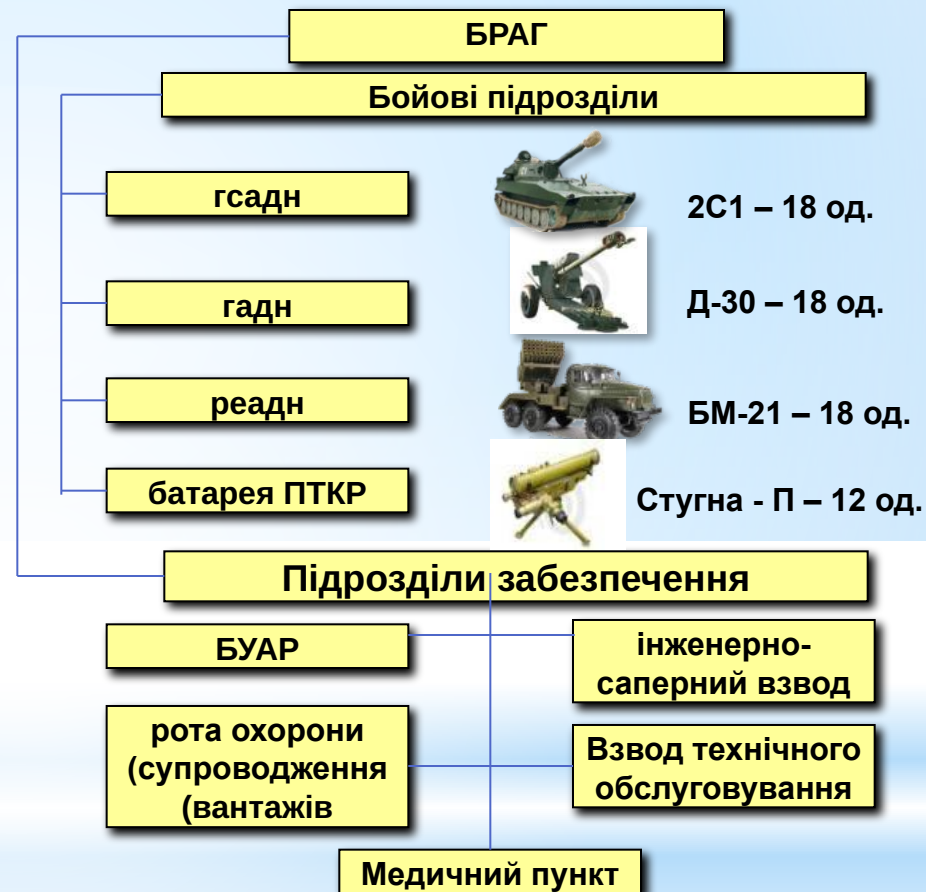 БРАГ
Бойові підрозділи
гсадн
2С1 – 18 од.
гадн
Д-30 – 18 од.
реадн
БМ-21 – 18 од.
батарея ПТКР
Стугна - П – 12 од.
Підрозділи забезпечення
БУАР
інженерно-
саперний взвод
рота охорони
(супроводження
(вантажів
Взвод технічного
обслуговування
Медичний пункт